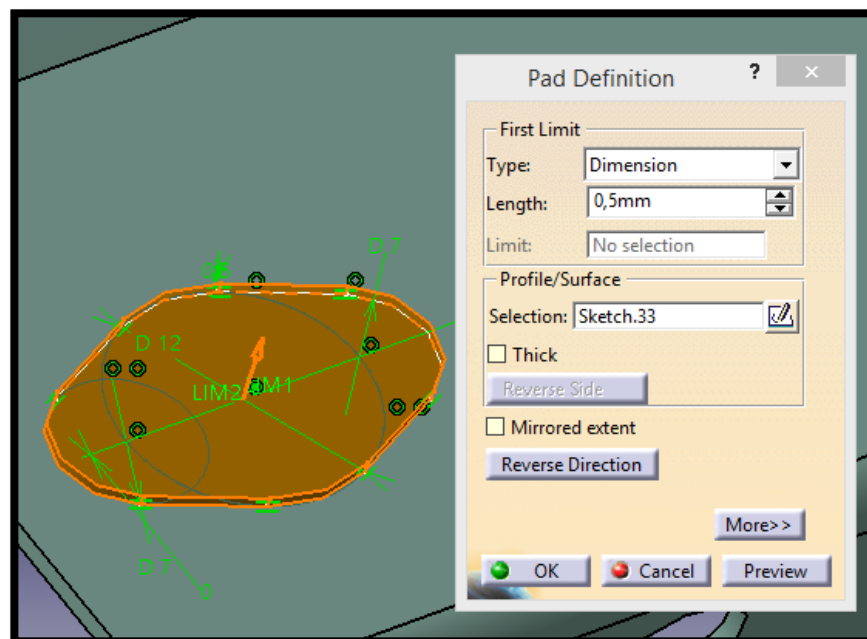 Pad Definition
?
First Limit
Type: Dimension
Length: 0,5mm
Limit: No selection
Profile/Surface
Selection: Sketch.33
Thick
Reverse Side
Mirrored extent
Reverse Direction
More>>
OK Cancel Preview
D 7
D 12
LIM2
LIM1
D 7
0